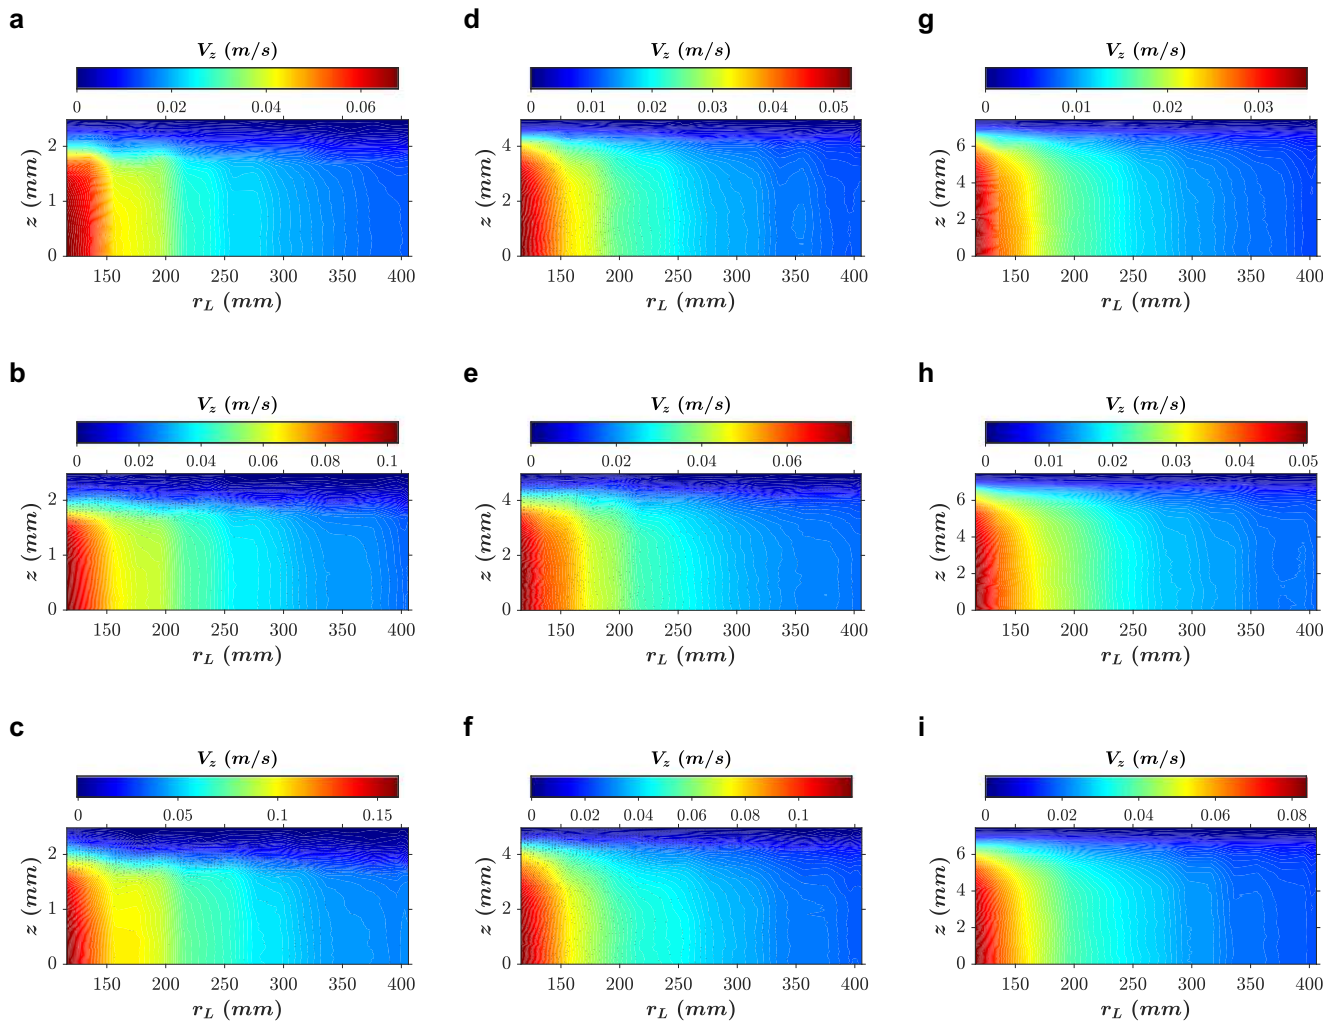 a
V_z (m/s)
0 0.02 0.04 0.06
z (mm)
2
1
0
150 200 250 300 350 400
r_L (mm)
d
V_z (m/s)
0 0.01 0.02 0.03 0.04 0.05
z (mm)
4
2
0
150 200 250 300 350 400
r_L (mm)
g
V_z (m/s)
0 0.01 0.02 0.03
z (mm)
6
4
2
0
150 200 250 300 350 400
r_L (mm)
b
V_z (m/s)
0 0.02 0.04 0.06 0.08 0.1
z (mm)
2
1
0
150 200 250 300 350 400
r_L (mm)
e
V_z (m/s)
0 0.02 0.04 0.06
z (mm)
4
2
0
150 200 250 300 350 400
r_L (mm)
h
V_z (m/s)
0 0.01 0.02 0.03 0.04 0.05
z (mm)
6
4
2
0
150 200 250 300 350 400
r_L (mm)
c
V_z (m/s)
0 0.05 0.1 0.15
z (mm)
2
1
0
150 200 250 300 350 400
r_L (mm)
f
V_z (m/s)
0 0.02 0.04 0.06 0.08 0.1
z (mm)
4
2
0
150 200 250 300 350 400
r_L (mm)
i
V_z (m/s)
0 0.02 0.04 0.06 0.08
z (mm)
6
4
2
0
150 200 250 300 350 400
r_L (mm)